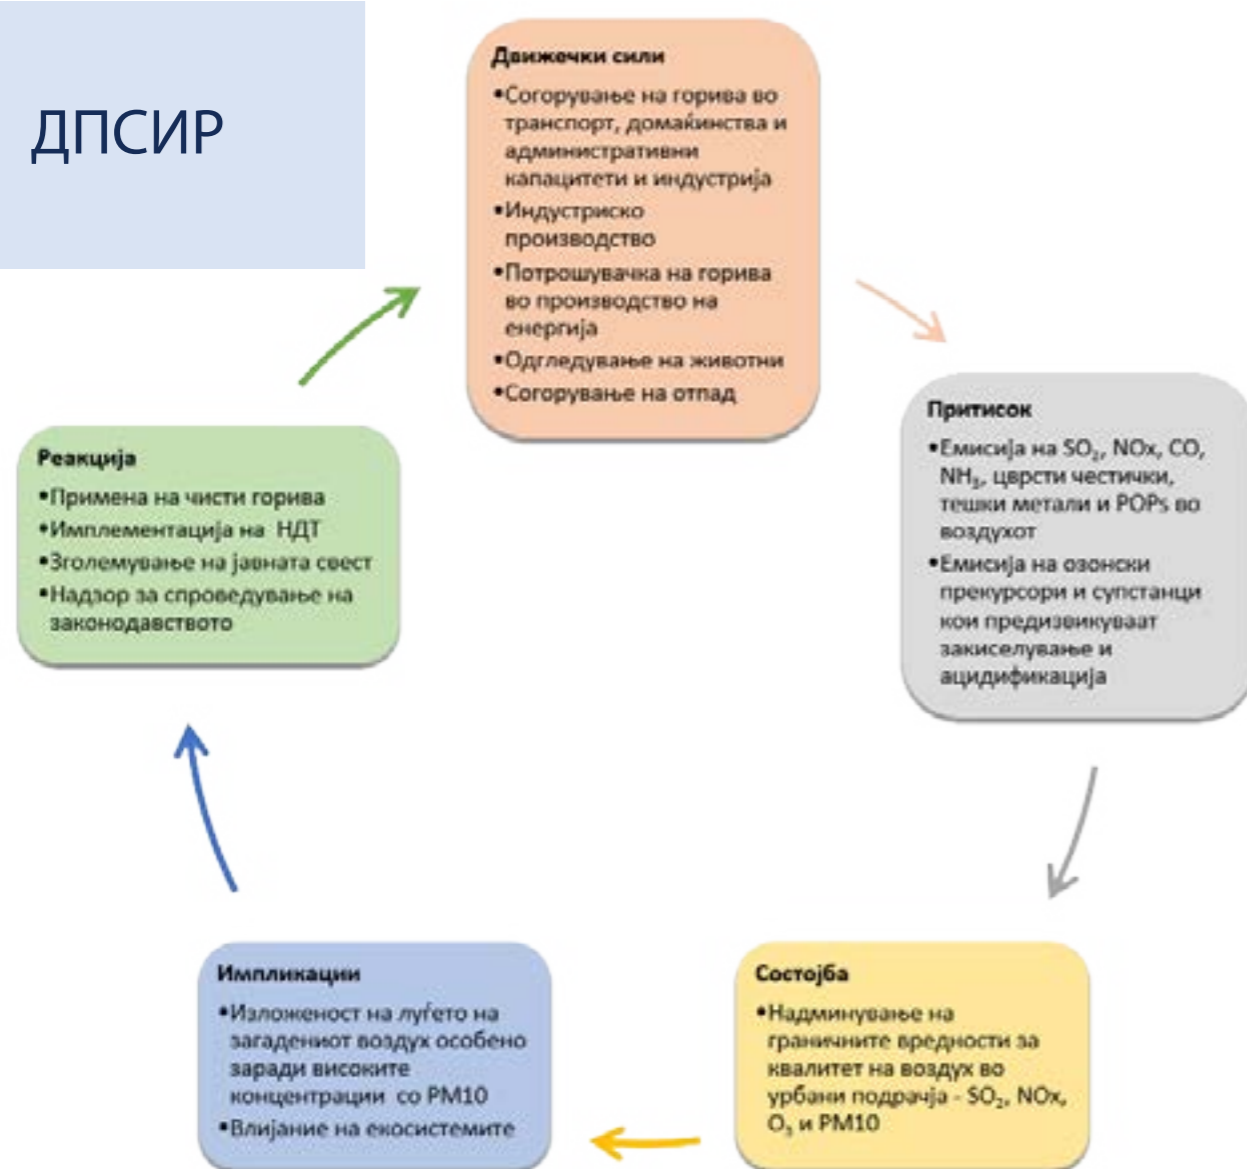 ДПСИР
Движечки сили
•Согорување на горива во
транспорт, домаќинства и
административни
капацитети и индустрија
•Индустриско
производство
•Потрошувачка на горива
во производство на
енергија
•Одгледување на животни
•Согорување на отпад
Притисок
•Емисија на SO₂, NOx, CO,
NH₃, цврсти честички,
тешки метали и POPs во
воздухот
•Емисија на озонски
прекурсори и супстанци
кои предизвикуваат
закиселување и
ацидификација
Состојба
•Надминување на
граничните вредности за
квалитет на воздух во
урбани подрачја - SO₂, NOx,
O₃ и PM10
Импликации
•Изложеност на луѓето на
загадениот воздух особено
заради високите
концентрации со PM10
•Влијание на екосистемите
Реакција
•Примена на чисти горива
•Имплементација на НДТ
•Зголемување на јавната свест
•Надзор за спроведување на
законодавството